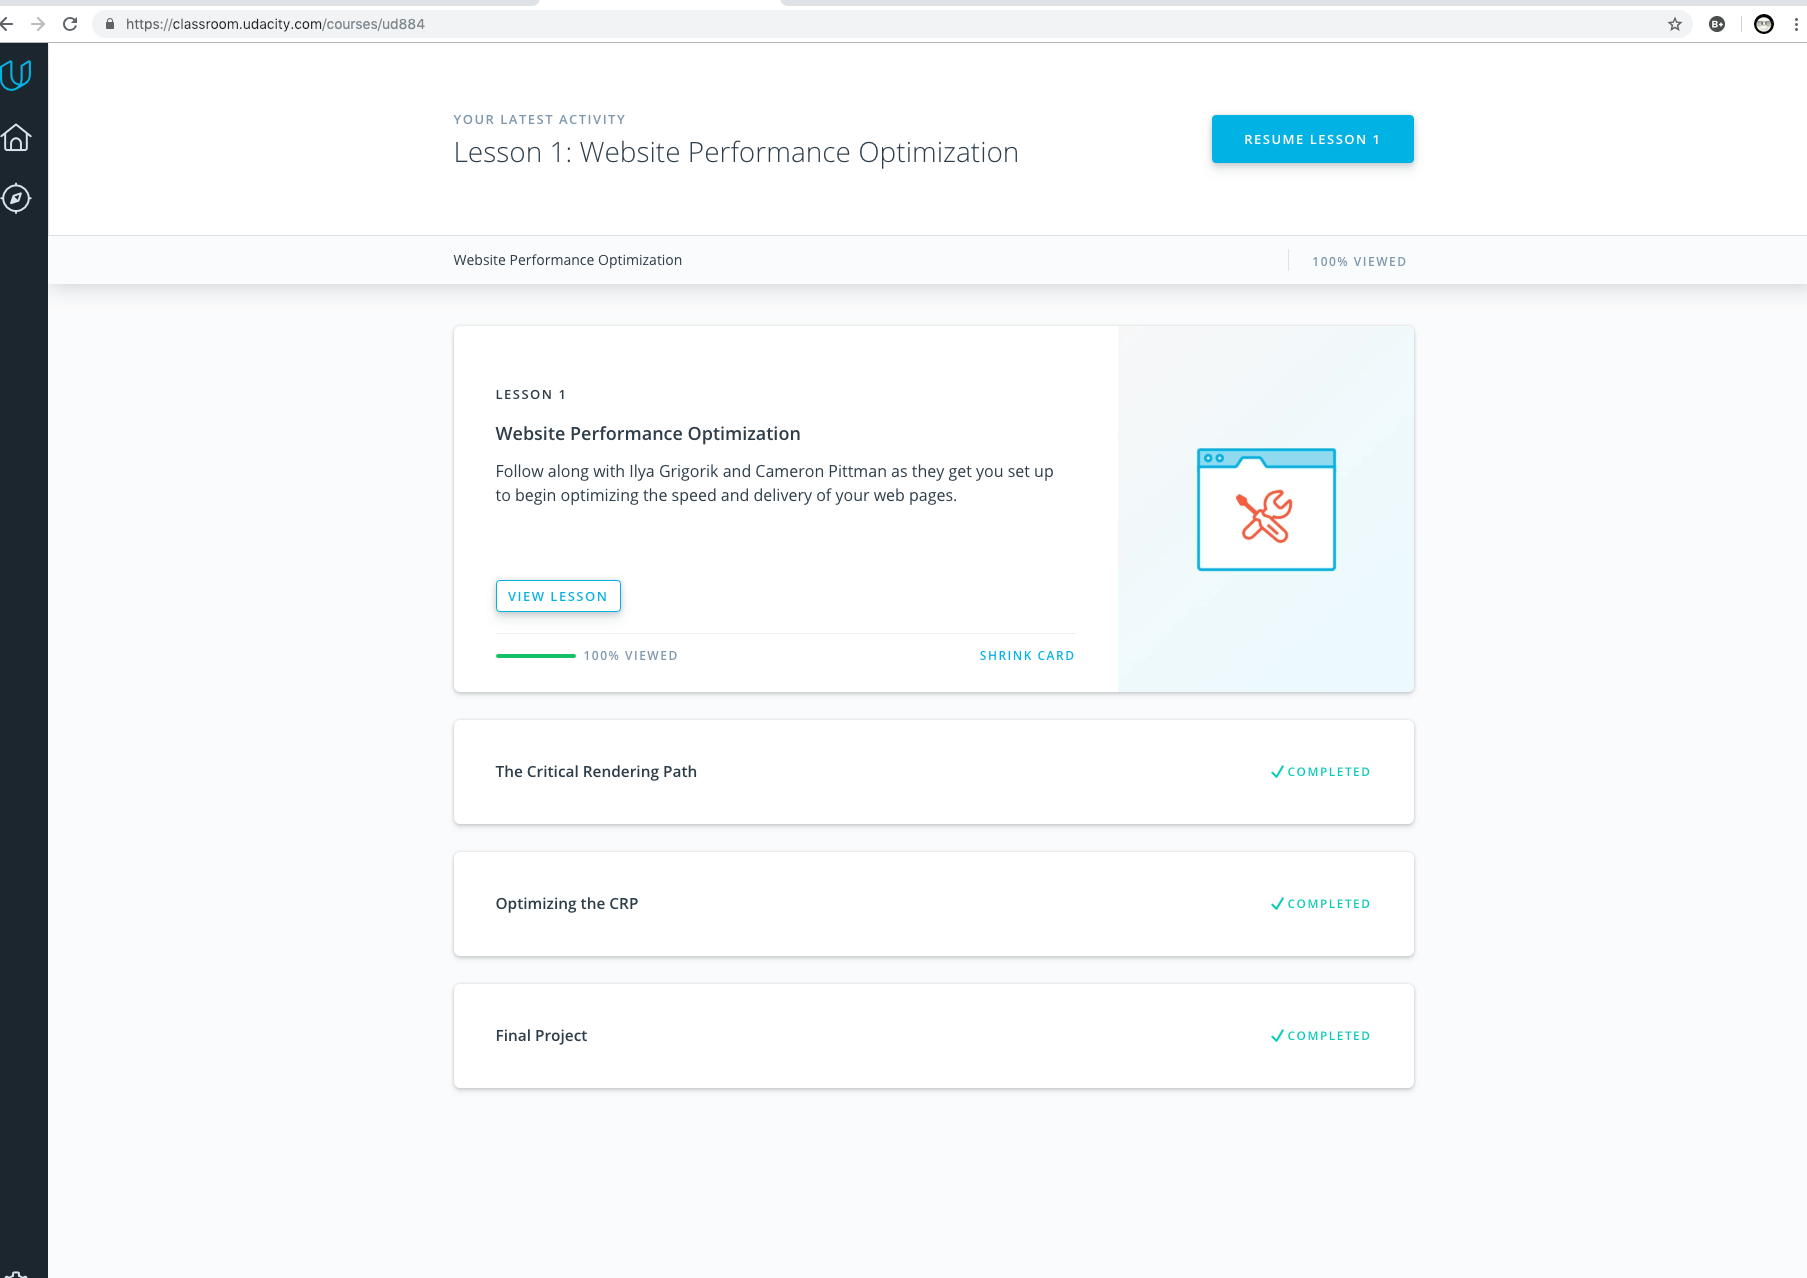 https://classroom.udacity.com/courses/ud884
B+
YOUR LATEST ACTIVITY
Lesson 1: Website Performance Optimization
RESUME LESSON 1
Website Performance Optimization
100% VIEWED
LESSON 1
Website Performance Optimization
Follow along with Ilya Grigorik and Cameron Pittman as they get you set up
to begin optimizing the speed and delivery of your web pages.
VIEW LESSON
100% VIEWED
SHRINK CARD
The Critical Rendering Path
COMPLETED
Optimizing the CRP
COMPLETED
Final Project
COMPLETED